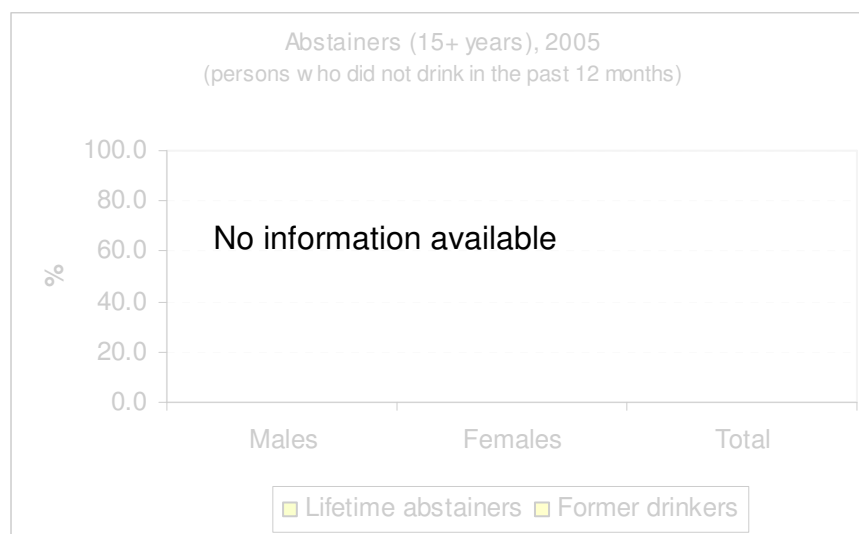 Abstainers (15+ years), 2005
(persons who did not drink in the past 12 months)
100.0
80.0
No information available
60.0
%
40.0
20.0
0.0
Males Females Total
Lifetime abstainers Former drinkers